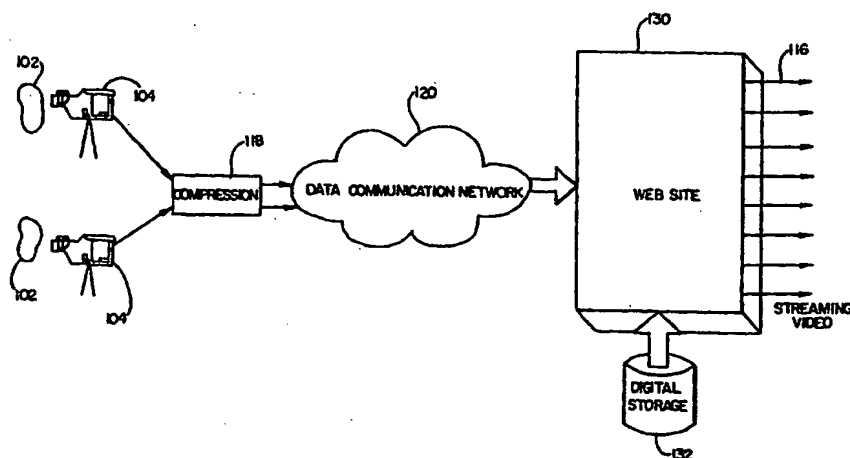 130
116
102
104
120
118
COMPRESSION
DATA COMMUNICATION NETWORK
WEB SITE
102
104
STREAMING
VIDEO
DIGITAL
STORAGE
132